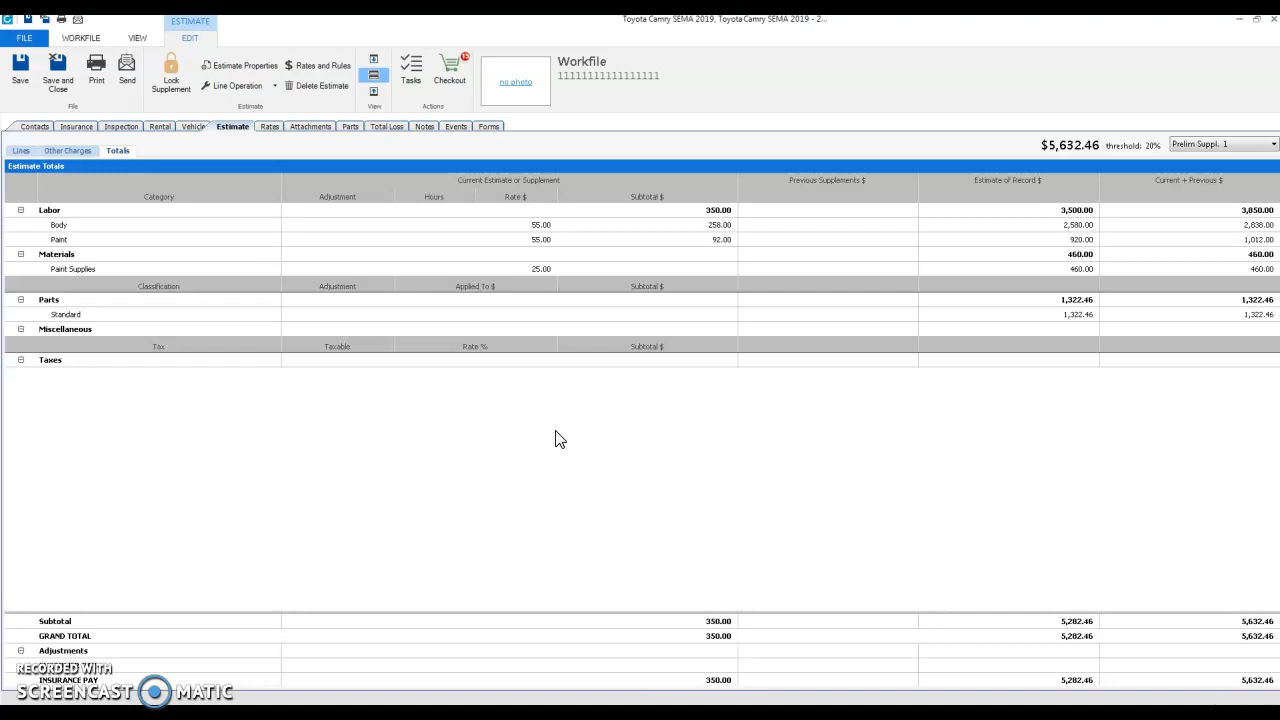 ESTIMATE
Toyota Camry SEMA 2019, Toyota Camry SEMA 2019 - 2...
FILE WORKFILE VIEW EDIT
Save
Save and Close
Print
Send
File
Lock Supplement
Estimate Properties
Line Operation
Rates and Rules
Delete Estimate
Estimate
View
Tasks
15
Checkout
Actions
no photo
Workfile
11111111111111111
Contacts Insurance Inspection Rental Vehicle Estimate Rates Attachments Parts Total Loss Notes Events Forms
Lines Other Charges Totals
$5,632.46 threshold: 20% Prelim Suppl. 1
Estimate Totals
Current Estimate or Supplement Previous Supplements $ Estimate of Record $ Current + Previous $
Category Adjustment Hours Rate $ Subtotal $
Labor 350.00 3,500.00 3,850.00
Body 55.00 258.00 2,580.00 2,838.00
Paint 55.00 92.00 920.00 1,012.00
Materials 460.00 460.00
Paint Supplies 25.00 460.00 460.00
Classification Adjustment Applied To $ Subtotal $
Parts 1,322.46 1,322.46
Standard 1,322.46 1,322.46
Miscellaneous
Tax Taxable Rate % Subtotal $
Taxes
Subtotal 350.00 5,282.46 5,632.46
GRAND TOTAL 350.00 5,282.46 5,632.46
Adjustments
RECORDED WITH
INSURANCE PAY 350.00 5,282.46 5,632.46
SCREENCAST MATIC